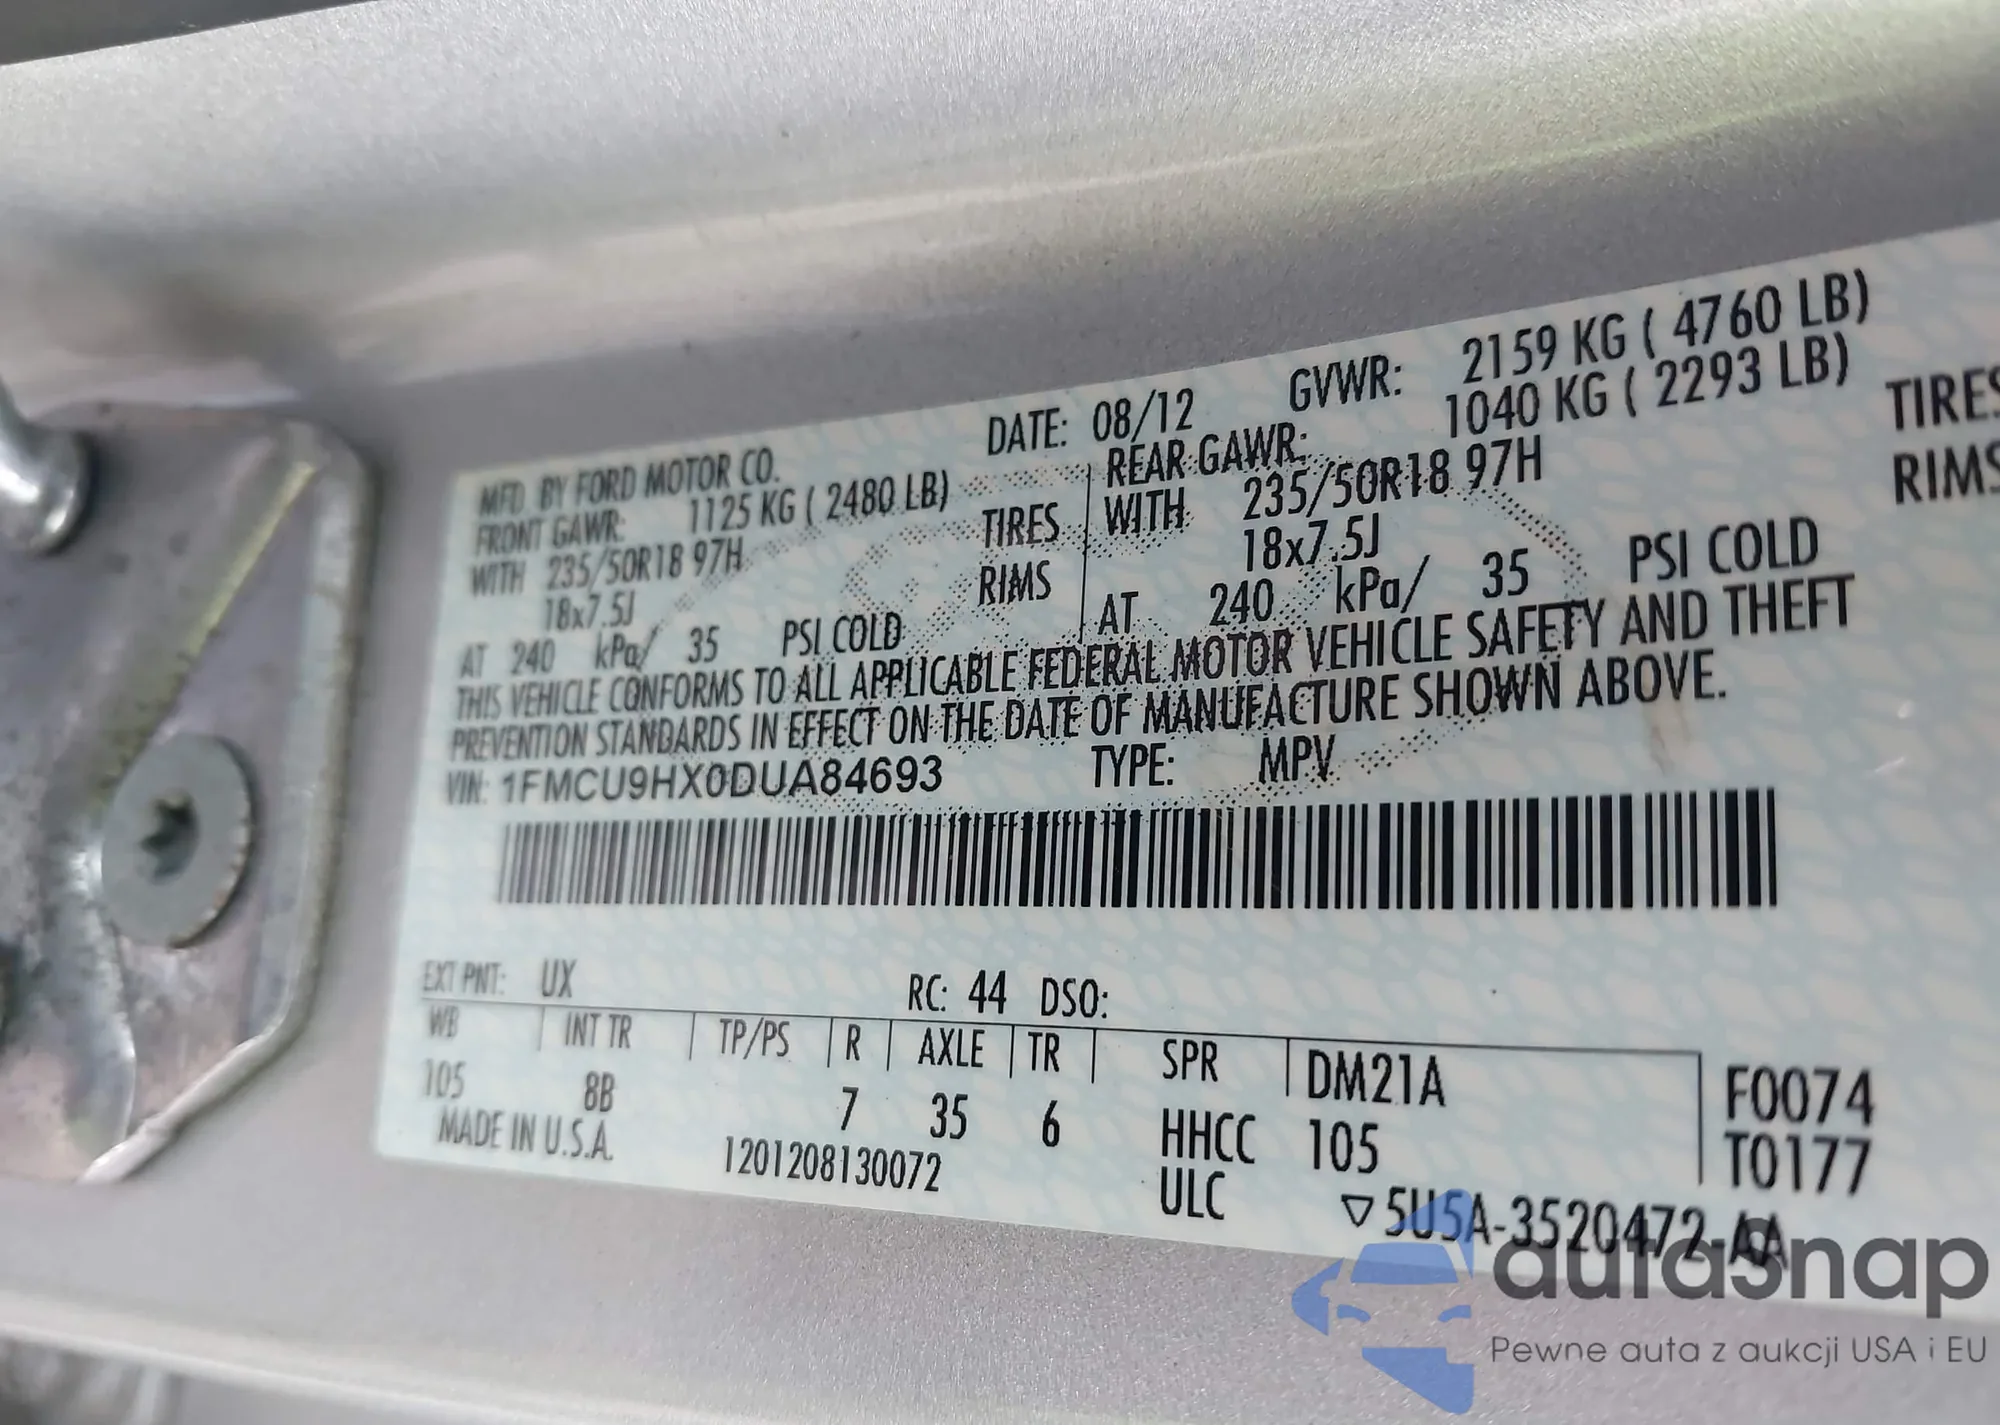 MFD. BY FORD MOTOR CO. DATE: 08/12 GVWR: 2159 KG ( 4760 LB)
FRONT GAWR: 1125 KG ( 2480 LB) REAR GAWR: 1040 KG ( 2293 LB)
WITH 235/50R18 97H TIRES WITH 235/50R18 97H TIRES
18x7.5J RIMS 18x7.5J RIMS
AT 240 kPa/ 35 PSI COLD AT 240 kPa/ 35 PSI COLD
THIS VEHICLE CONFORMS TO ALL APPLICABLE FEDERAL MOTOR VEHICLE SAFETY AND THEFT
PREVENTION STANDARDS IN EFFECT ON THE DATE OF MANUFACTURE SHOWN ABOVE.
VIN: 1FMCU9HX0DUA84693 TYPE: MPV
EXT PNT: UX RC: 44 DSO:
WB INT TR TP/PS R AXLE TR SPR DM21A F0074
105 8B 7 35 6 HHCC 105 T0177
MADE IN U.S.A. 1201208130072 ULC ▽5U5A-3520472-AA
autasnap
Pewne auta z aukcji USA i EU